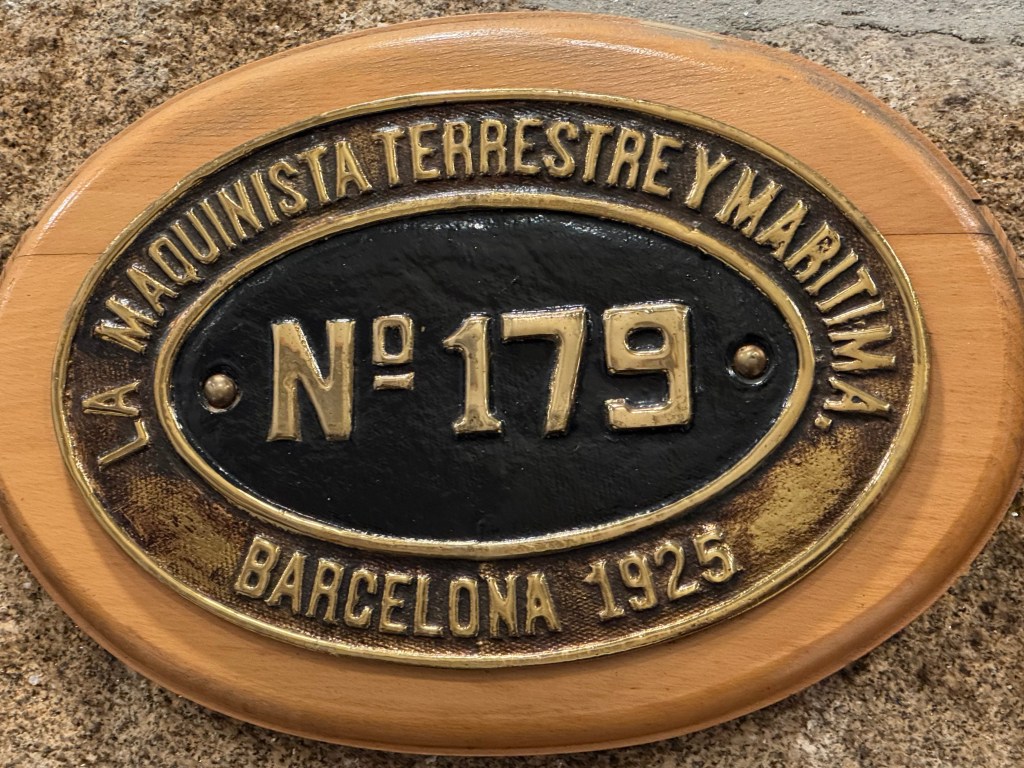 LA MAQUINISTA TERRESTRE Y MARITIMA.
Nº 179
BARCELONA 1925.